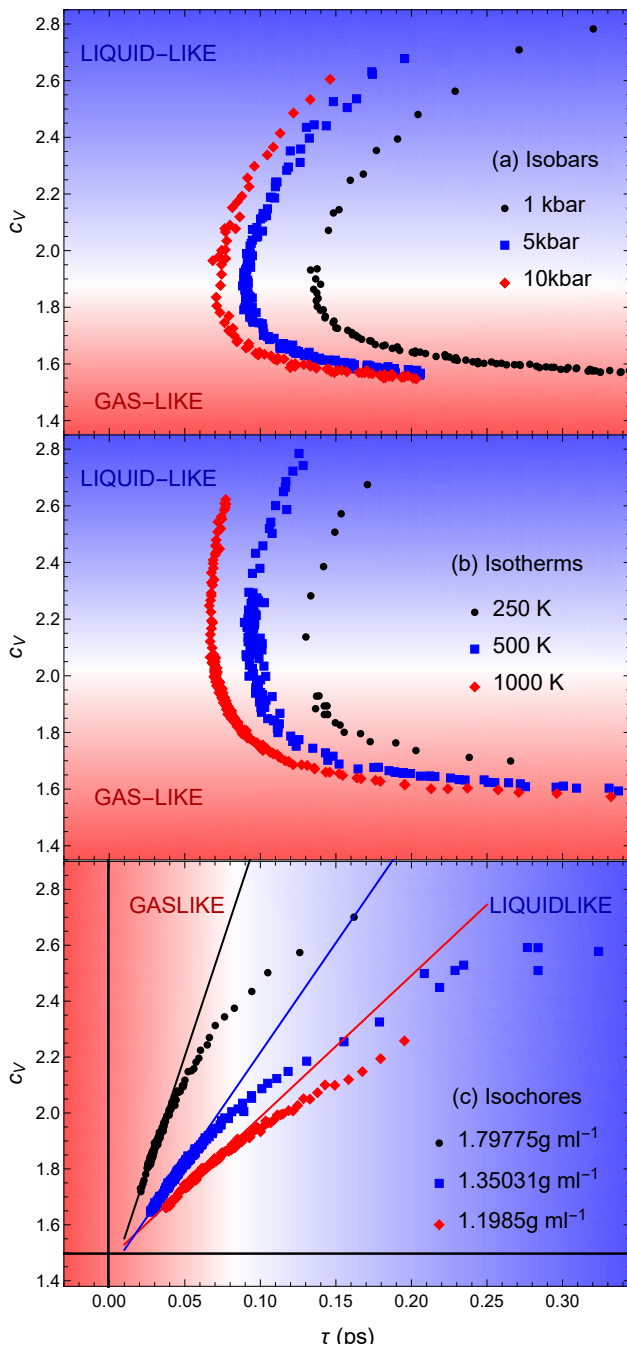 2.8
LIQUID-LIKE
2.6
2.4
(a) Isobars
2.2
1 kbar
c_V
2.0
5kbar
1.8
10kbar
1.6
GAS-LIKE
1.4
2.8
LIQUID-LIKE
2.6
2.4
(b) Isotherms
2.2
250 K
c_V
500 K
2.0
1000 K
1.8
1.6
GAS-LIKE
1.4
2.8
GASLIKE
LIQUIDLIKE
2.6
2.4
2.2
c_V
2.0
(c) Isochores
1.79775g ml⁻¹
1.8
1.35031g ml⁻¹
1.6
1.1985g ml⁻¹
1.4
0.00 0.05 0.10 0.15 0.20 0.25 0.30
τ (ps)